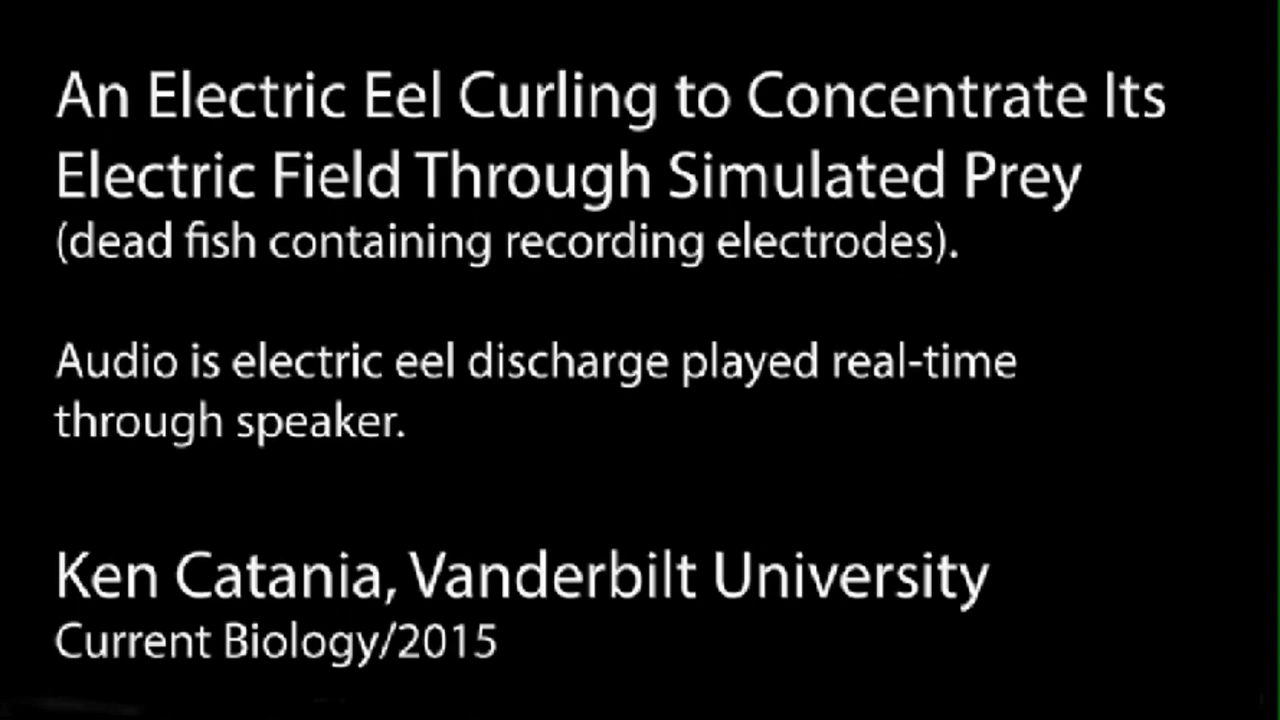 An Electric Eel Curling to Concentrate Its
Electric Field Through Simulated Prey
(dead fish containing recording electrodes).
Audio is electric eel discharge played real-time
through speaker.
Ken Catania, Vanderbilt University
Current Biology/2015